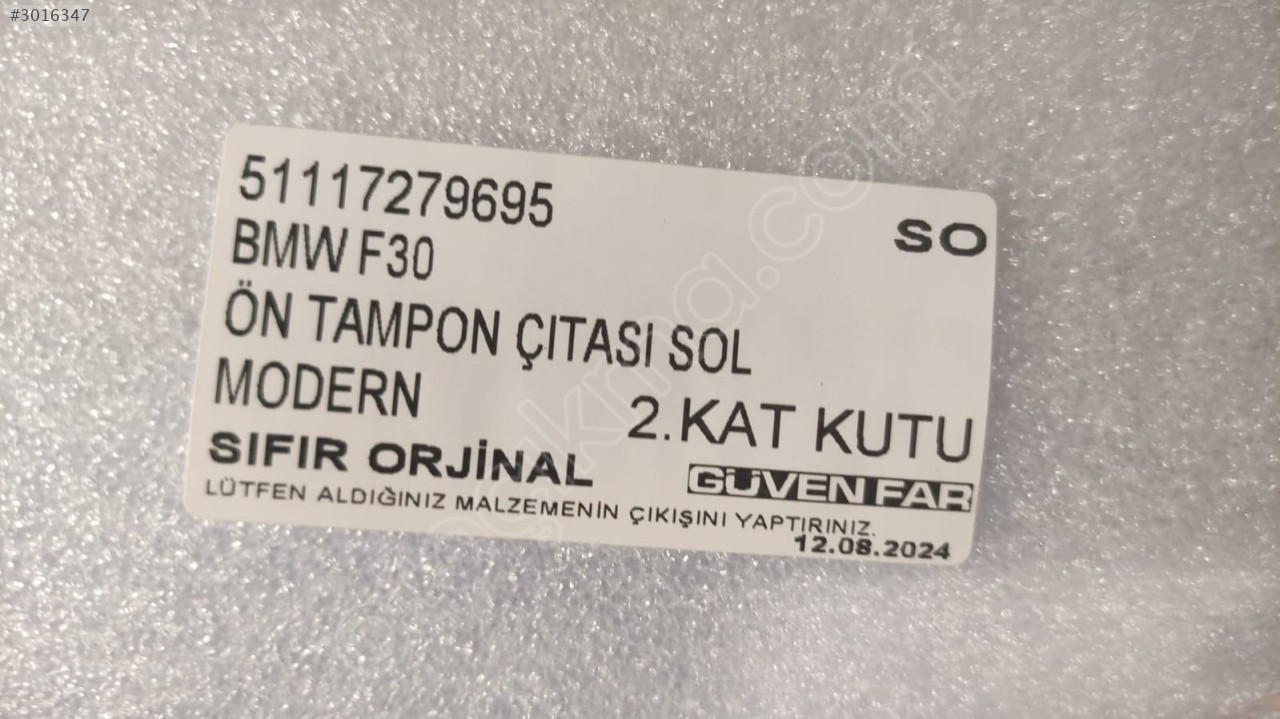 #3016347
51117279695
SO
BMW F30
ÖN TAMPON ÇITASI SOL
MODERN
2.KAT KUTU
SIFIR ORJİNAL
GÜVEN FAR
LÜTFEN ALDIĞINIZ MALZEMENİN ÇIKIŞINI YAPTIRINIZ.
12.08.2024